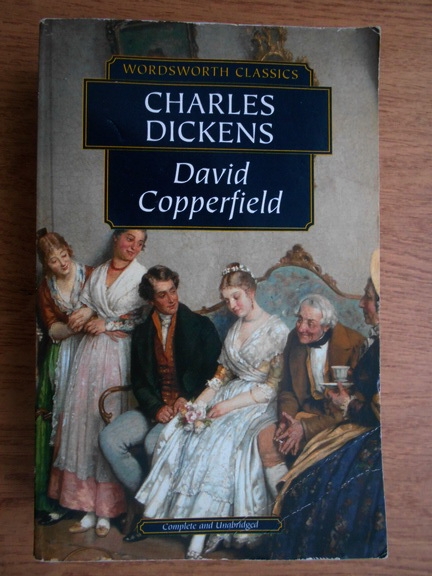 WORDSWORTH CLASSICS
CHARLES
DICKENS
David
Copperfield
Complete and Unabridged